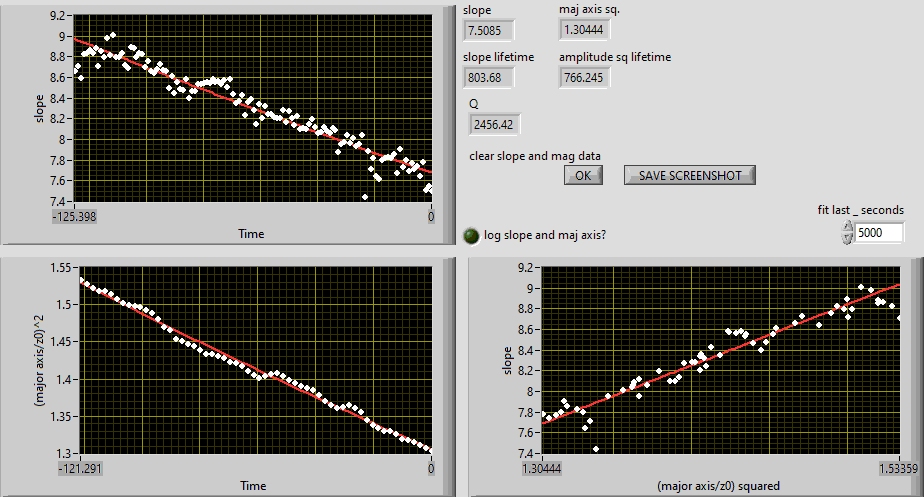 9.2
9
8.8
8.6
8.4
8.2
8
7.8
7.6
7.4
slope
-125.398
0
Time
slope
maj axis sq.
7.5085
1.30444
slope lifetime
amplitude sq lifetime
803.68
766.245
Q
2456.42
clear slope and mag data
OK
SAVE SCREENSHOT
fit last _ seconds
5000
log slope and maj axis?
1.55
1.5
1.45
1.4
1.35
1.3
(major axis/z0)^2
-121.291
0
Time
9.2
9
8.8
8.6
8.4
8.2
8
7.8
7.6
7.4
slope
1.30444
1.53359
(major axis/z0) squared